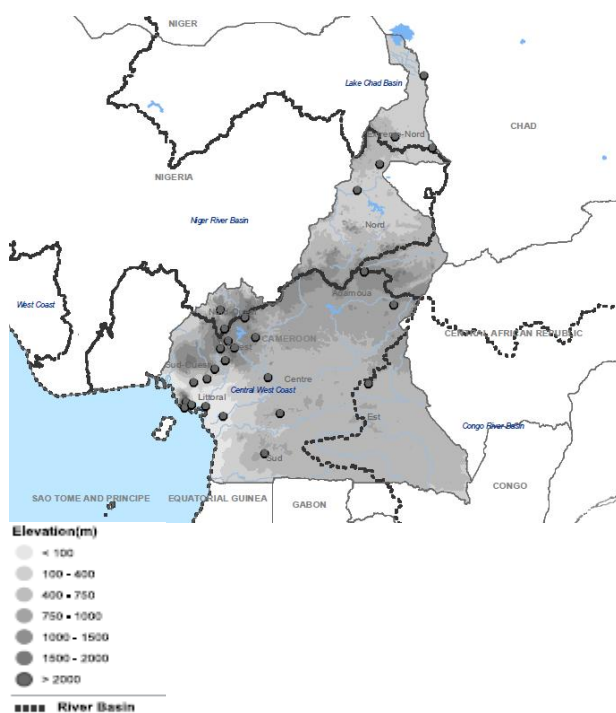 NIGER
Lake Chad Basin
CHAD
Extreme-Nord
NIGERIA
Niger River Basin
Nord
West Coast
Adamoua
CENTRAL AFRICAN REPUBLIC
CAMEROON
Sud-Ouest
Centre
Central West Coast
Littoral
Est
Congo River Basin
Sud
CONGO
SAO TOME AND PRINCIPE
EQUATORIAL GUINEA
GABON
Elevation(m)
< 100
100 - 400
400 - 750
750 - 1000
1000 - 1500
1500 - 2000
> 2000
River Basin